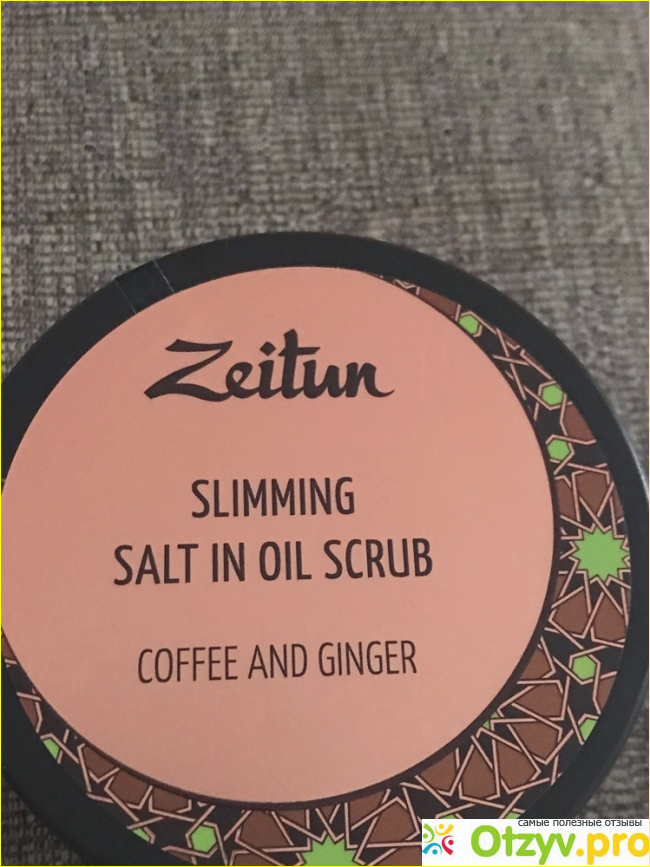 Zeitun
SLIMMING
SALT IN OIL SCRUB
COFFEE AND GINGER
самые полезные отзывы
Otzyv.pro